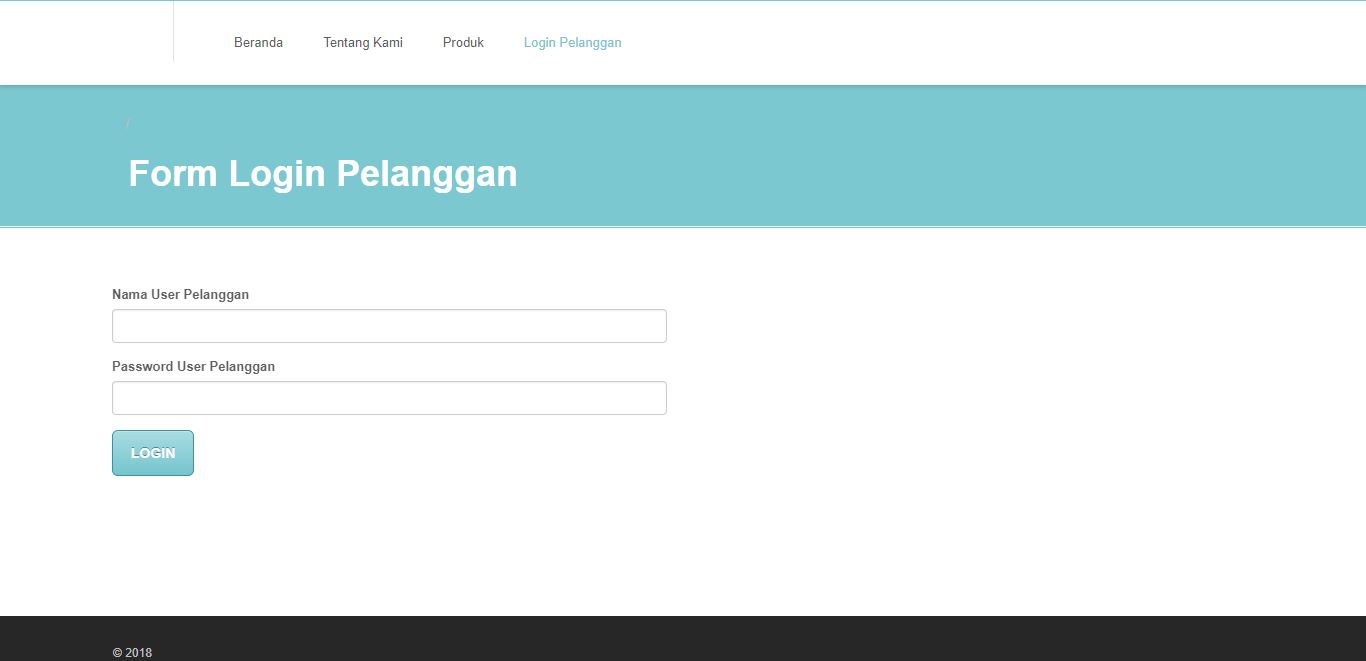 Beranda Tentang Kami Produk Login Pelanggan
/
Form Login Pelanggan
Nama User Pelanggan
Password User Pelanggan
LOGIN
© 2018